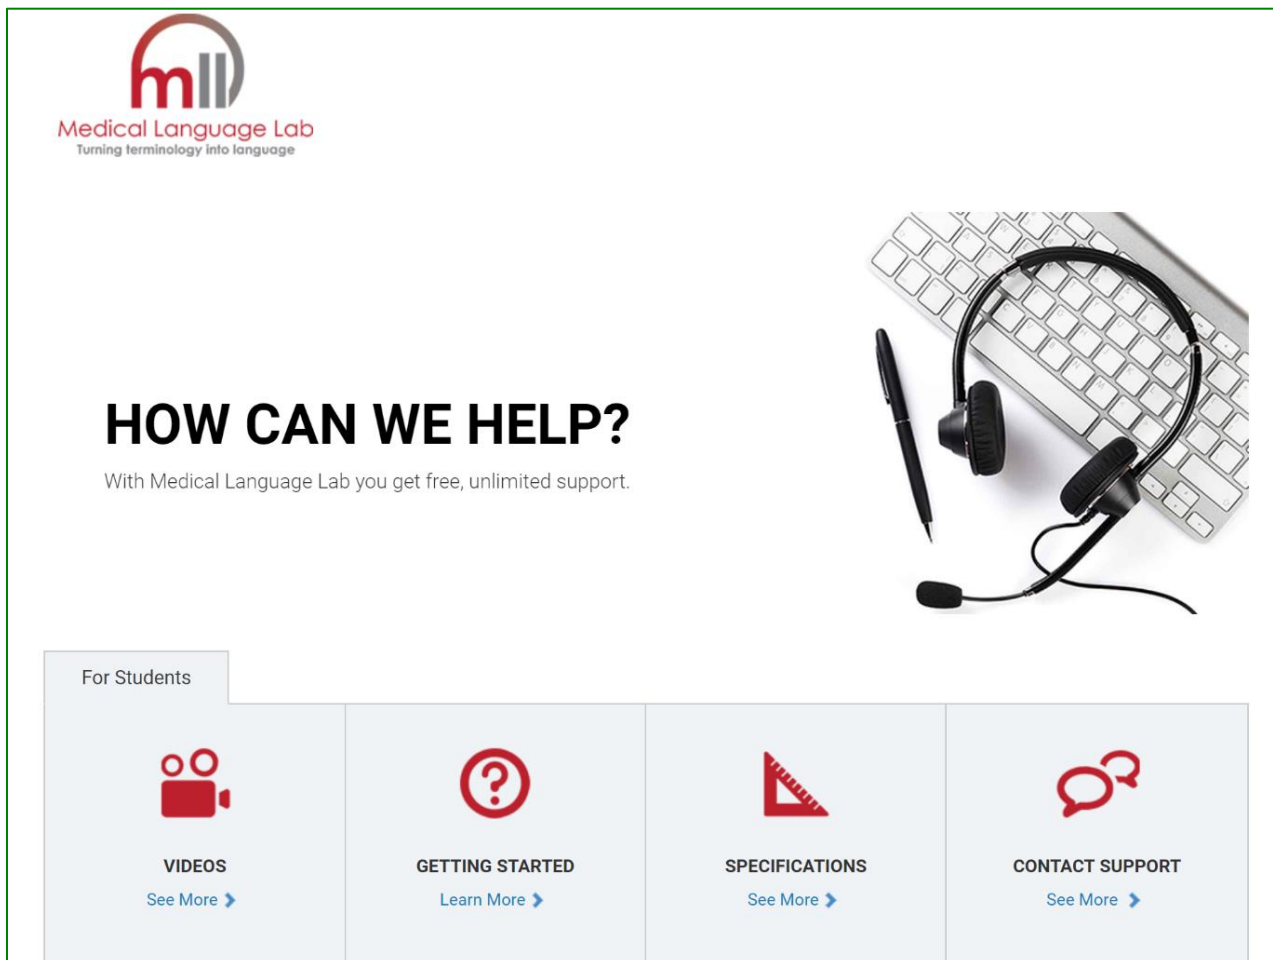 mll
Medical Language Lab
Turning terminology into language
HOW CAN WE HELP?
With Medical Language Lab you get free, unlimited support.
For Students
VIDEOS
See More
GETTING STARTED
Learn More
SPECIFICATIONS
See More
CONTACT SUPPORT
See More